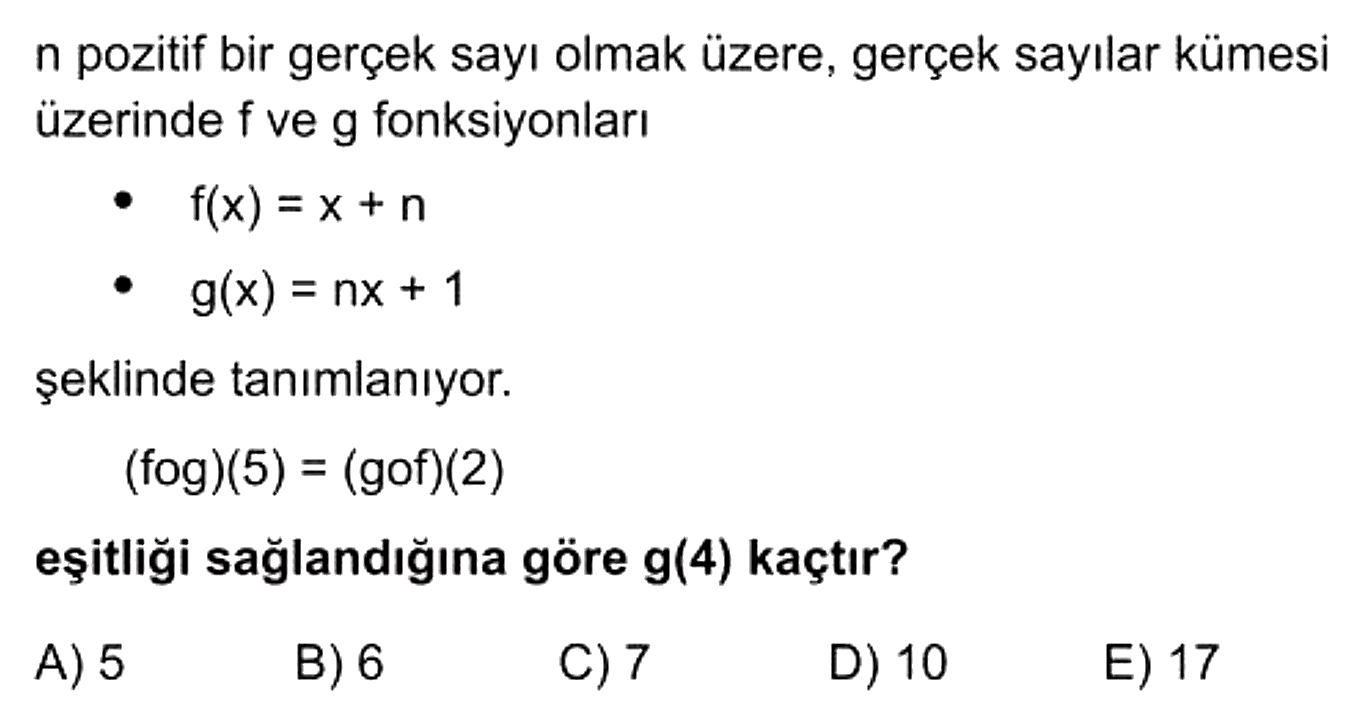 n pozitif bir gerçek sayı olmak üzere, gerçek sayılar kümesi
üzerinde f ve g fonksiyonları
• f(x) = x + n
• g(x) = nx + 1
şeklinde tanımlanıyor.
(fog)(5) = (gof)(2)
eşitliği sağlandığına göre g(4) kaçtır?
A) 5 B) 6 C) 7 D) 10 E) 17